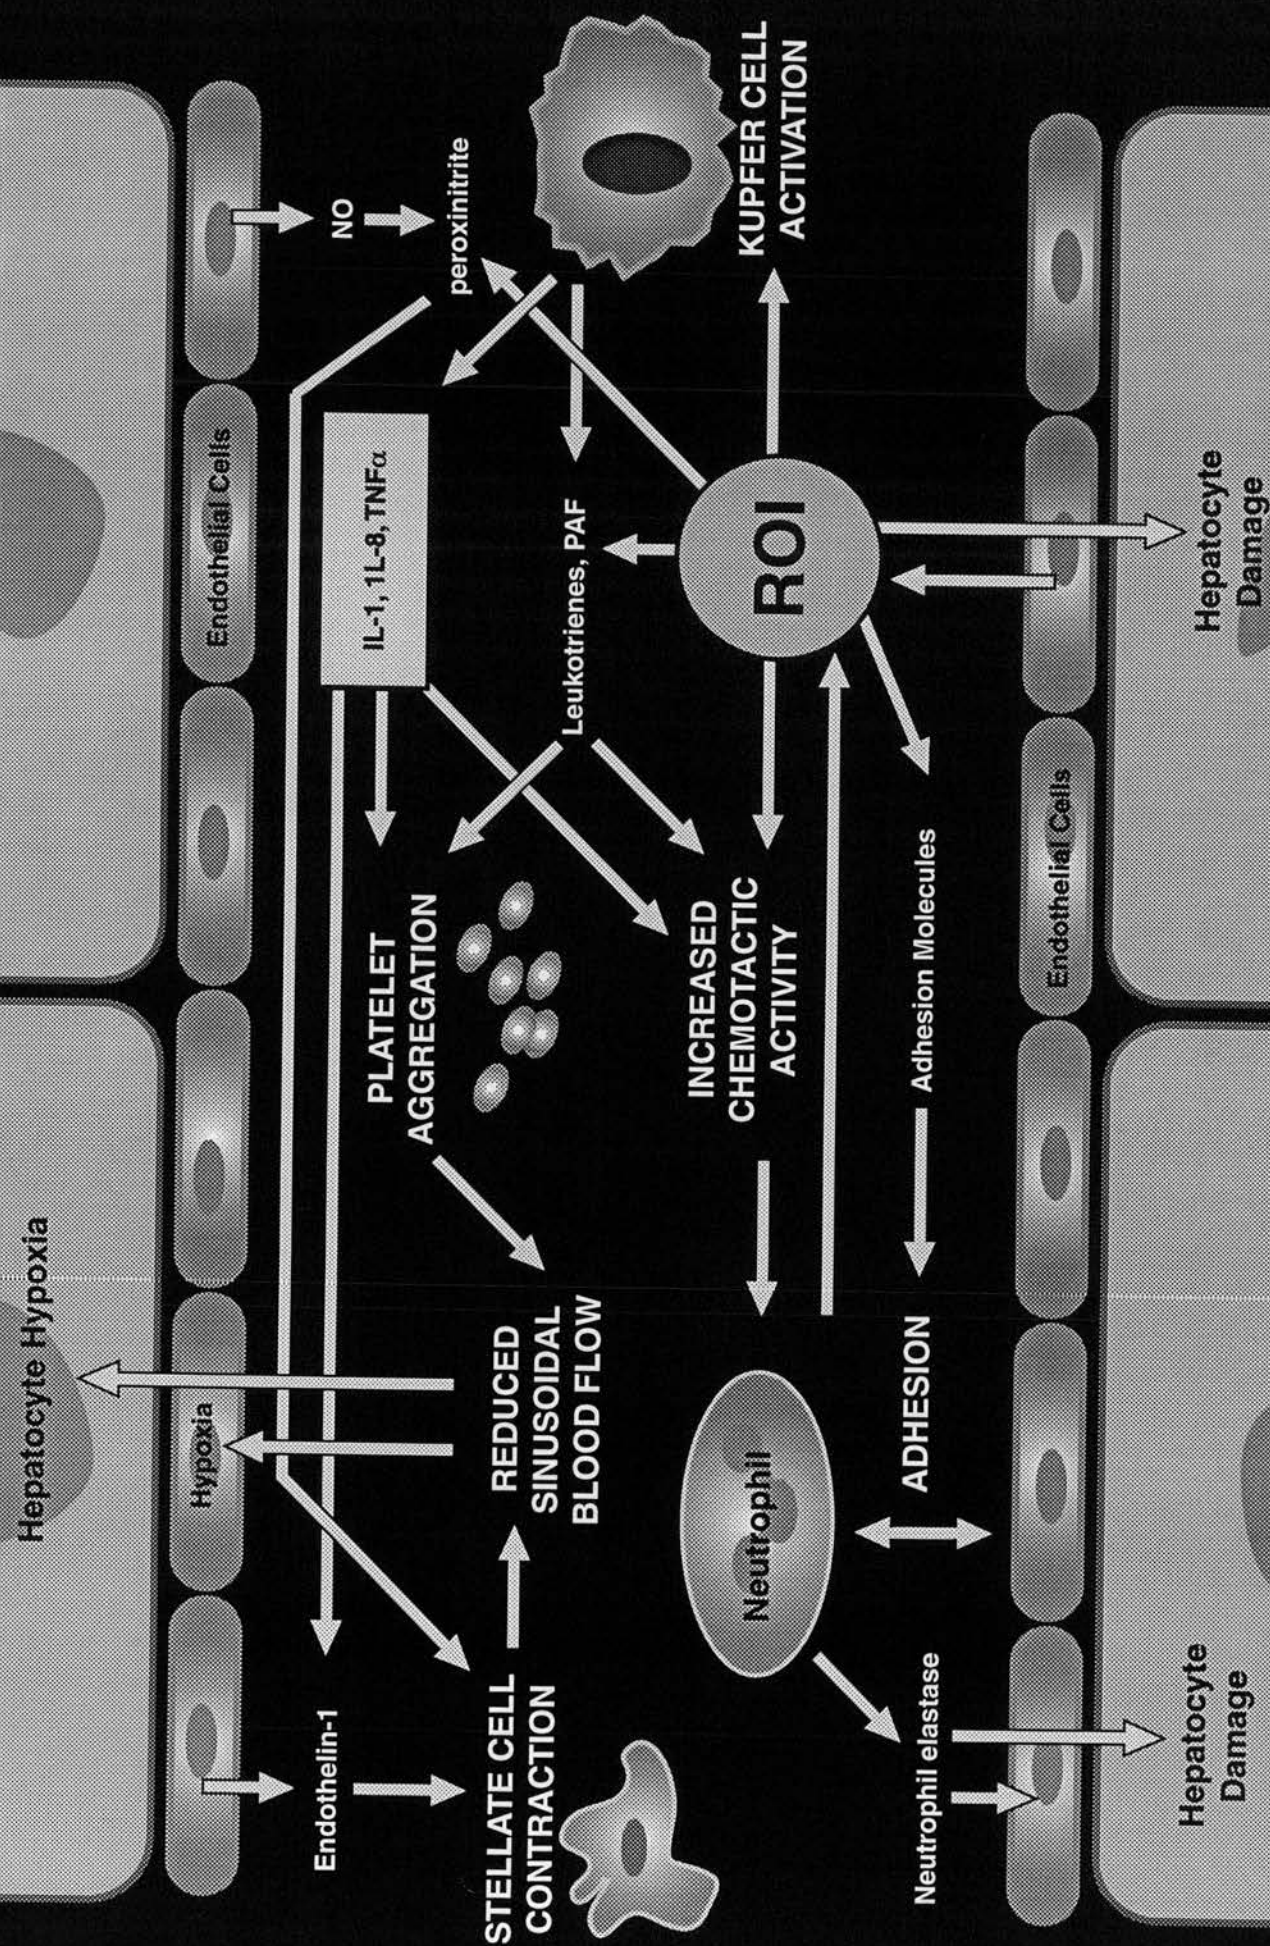 Hepatocyte Hypoxia
Hypoxia
Endothelial Cells
Endothelin-1
NO
IL-1, 1L-8,TNFα
PLATELET
AGGREGATION
peroxinitrite
STELLATE CELL
CONTRACTION
REDUCED
SINUSOIDAL
BLOOD FLOW
Leukotrienes, PAF
INCREASED
CHEMOTACTIC
ACTIVITY
Neutrophil
ROI
KUPFER CELL
ACTIVATION
Neutrophil elastase
ADHESION
Adhesion Molecules
Endothelial Cells
Hepatocyte
Damage
Hepatocyte
Damage